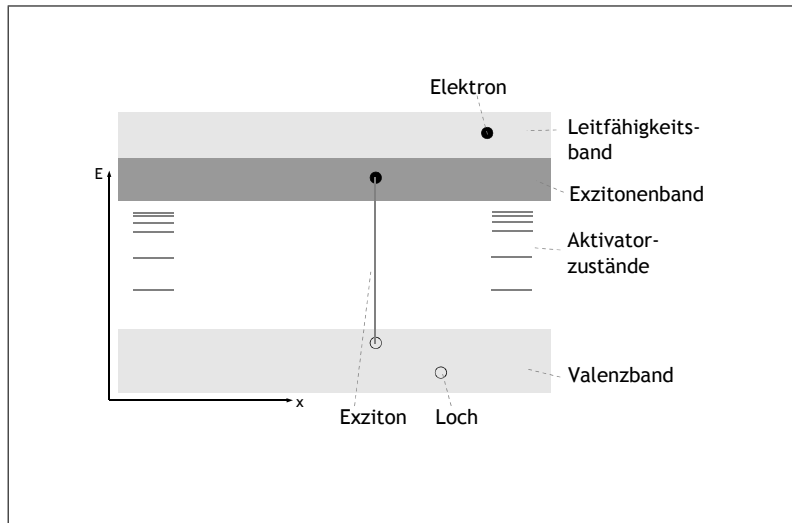 Elektron
Leitfähigkeits-
band
E
Exzitonenband
Aktivator-
zustände
Valenzband
x
Exziton
Loch